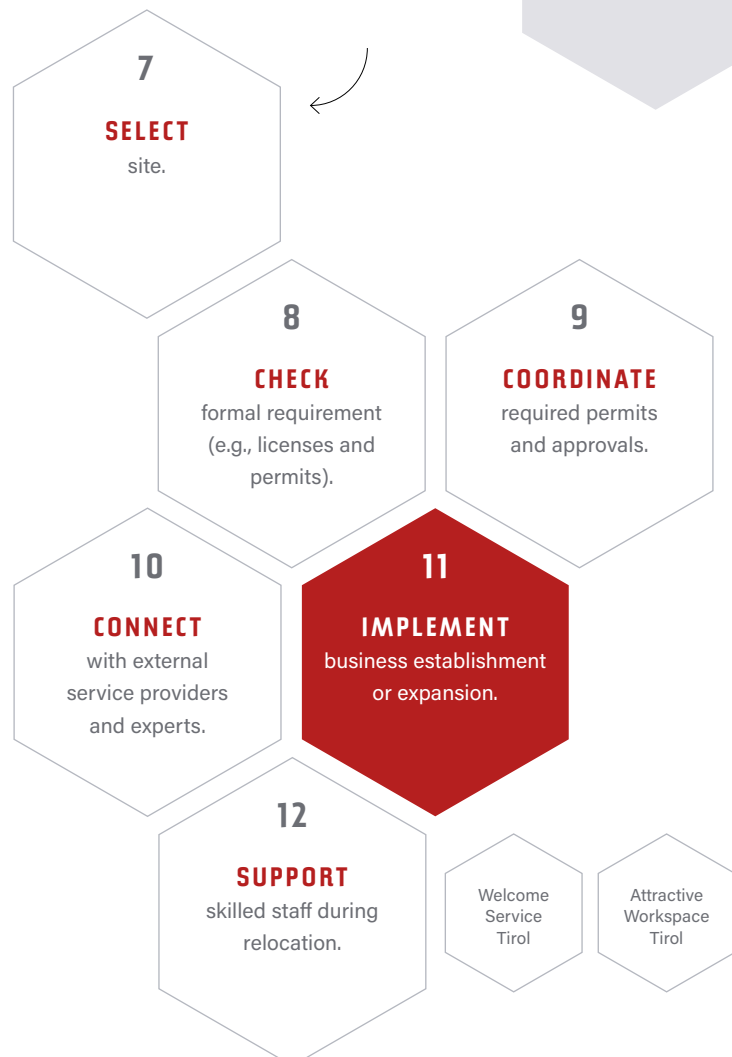 7
SELECT
site.
8
CHECK
formal requirement
(e.g., licenses and
permits).
9
COORDINATE
required permits
and approvals.
10
CONNECT
with external
service providers
and experts.
11
IMPLEMENT
business establishment
or expansion.
12
SUPPORT
skilled staff during
relocation.
Welcome
Service
Tirol
Attractive
Workspace
Tirol